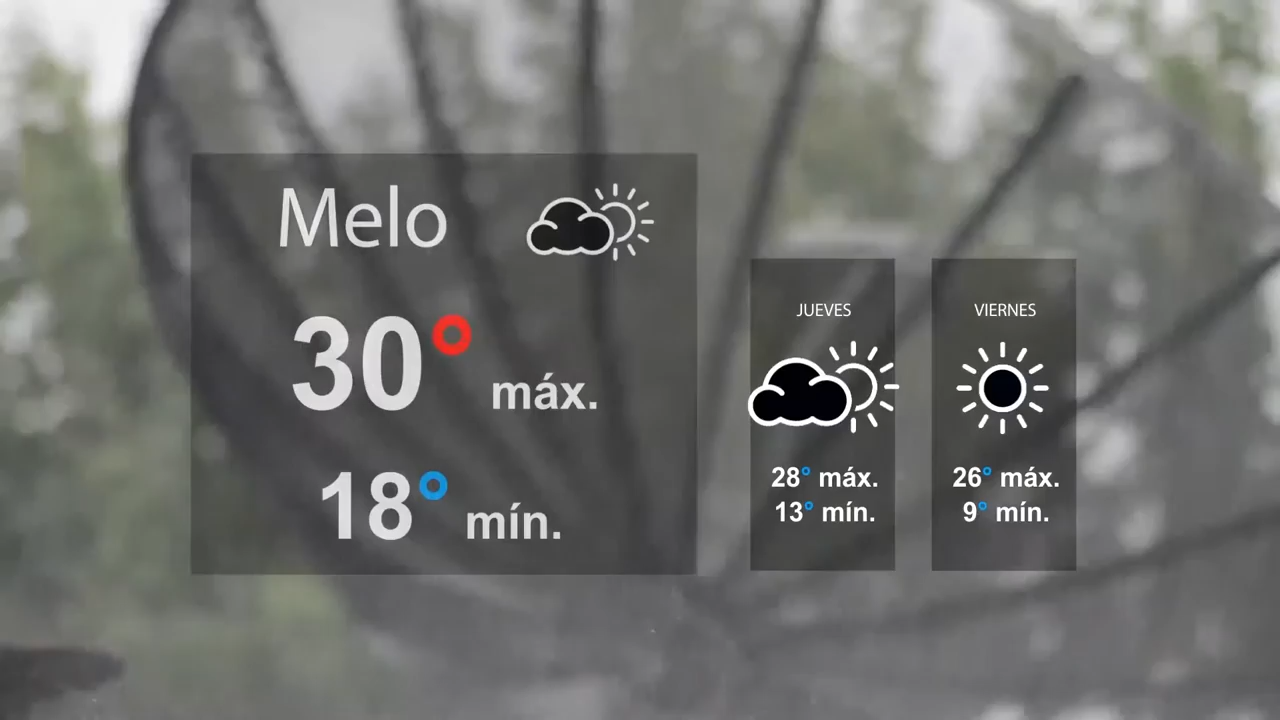 Melo
30° máx.
18° mín.
JUEVES
28° máx.
13° mín.
VIERNES
26° máx.
9° mín.